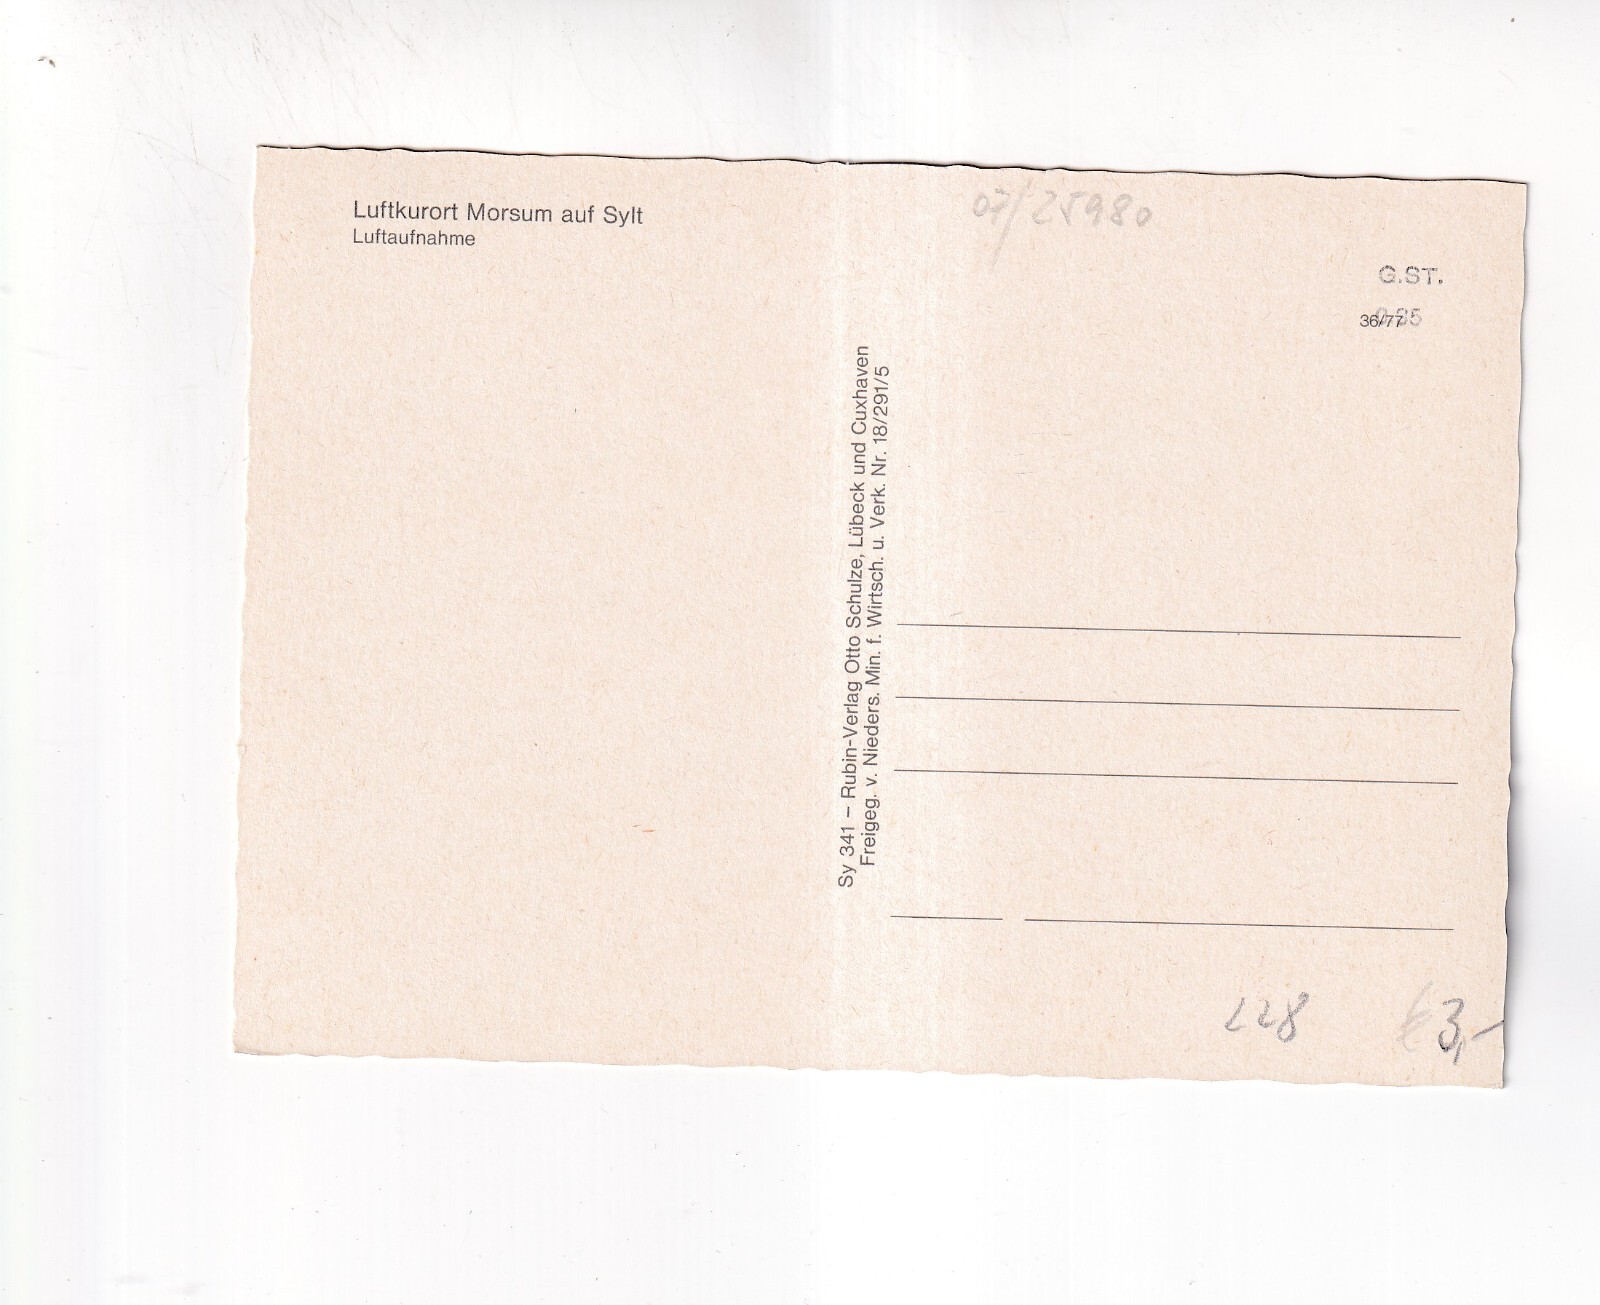 Luftkurort Morsum auf Sylt
Luftaufnahme
07/25980
G.ST.
36/77
Sy 341 – Rubin-Verlag Otto Schulze, Lübeck und Cuxhaven
Freigeg. v. Nieders. Min. f. Wirtsch. u. Verk. Nr. 18/291/5
228
€ 3,-